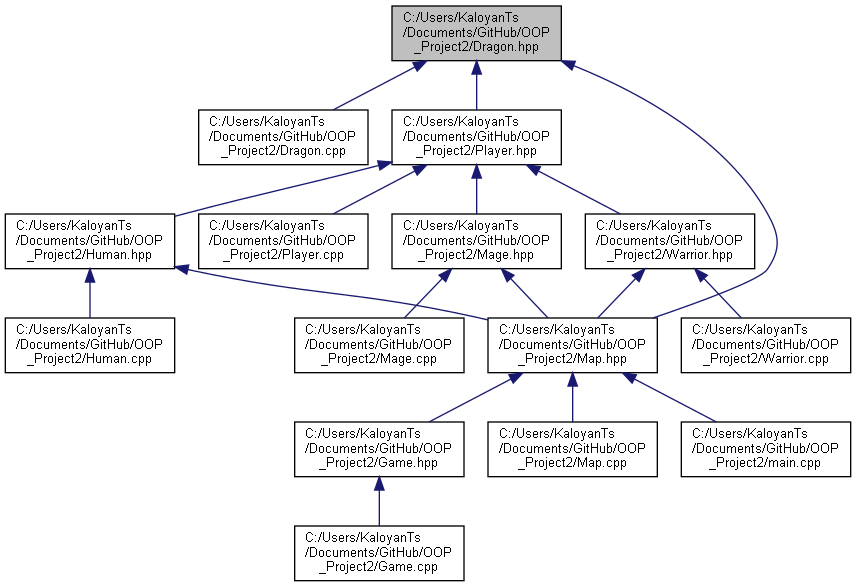 C:/Users/KaloyanTs
/Documents/GitHub/OOP
_Project2/Dragon.hpp
C:/Users/KaloyanTs
/Documents/GitHub/OOP
_Project2/Dragon.cpp
C:/Users/KaloyanTs
/Documents/GitHub/OOP
_Project2/Player.hpp
C:/Users/KaloyanTs
/Documents/GitHub/OOP
_Project2/Human.hpp
C:/Users/KaloyanTs
/Documents/GitHub/OOP
_Project2/Player.cpp
C:/Users/KaloyanTs
/Documents/GitHub/OOP
_Project2/Mage.hpp
C:/Users/KaloyanTs
/Documents/GitHub/OOP
_Project2/Warrior.hpp
C:/Users/KaloyanTs
/Documents/GitHub/OOP
_Project2/Human.cpp
C:/Users/KaloyanTs
/Documents/GitHub/OOP
_Project2/Mage.cpp
C:/Users/KaloyanTs
/Documents/GitHub/OOP
_Project2/Map.hpp
C:/Users/KaloyanTs
/Documents/GitHub/OOP
_Project2/Warrior.cpp
C:/Users/KaloyanTs
/Documents/GitHub/OOP
_Project2/Game.hpp
C:/Users/KaloyanTs
/Documents/GitHub/OOP
_Project2/Map.cpp
C:/Users/KaloyanTs
/Documents/GitHub/OOP
_Project2/main.cpp
C:/Users/KaloyanTs
/Documents/GitHub/OOP
_Project2/Game.cpp